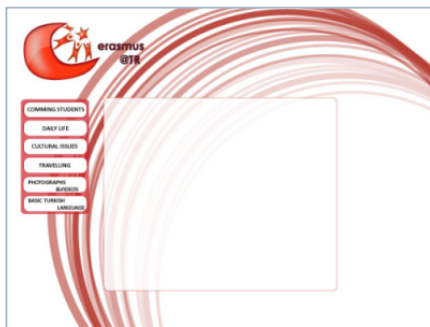 erasmus
@TR
COMMING STUDENTS
DAILY LIFE
CULTURAL ISSUES
TRAVELLING
PHOTOGRAPHS
&VIDEOS
BASIC TURKISH
LANGUAGE